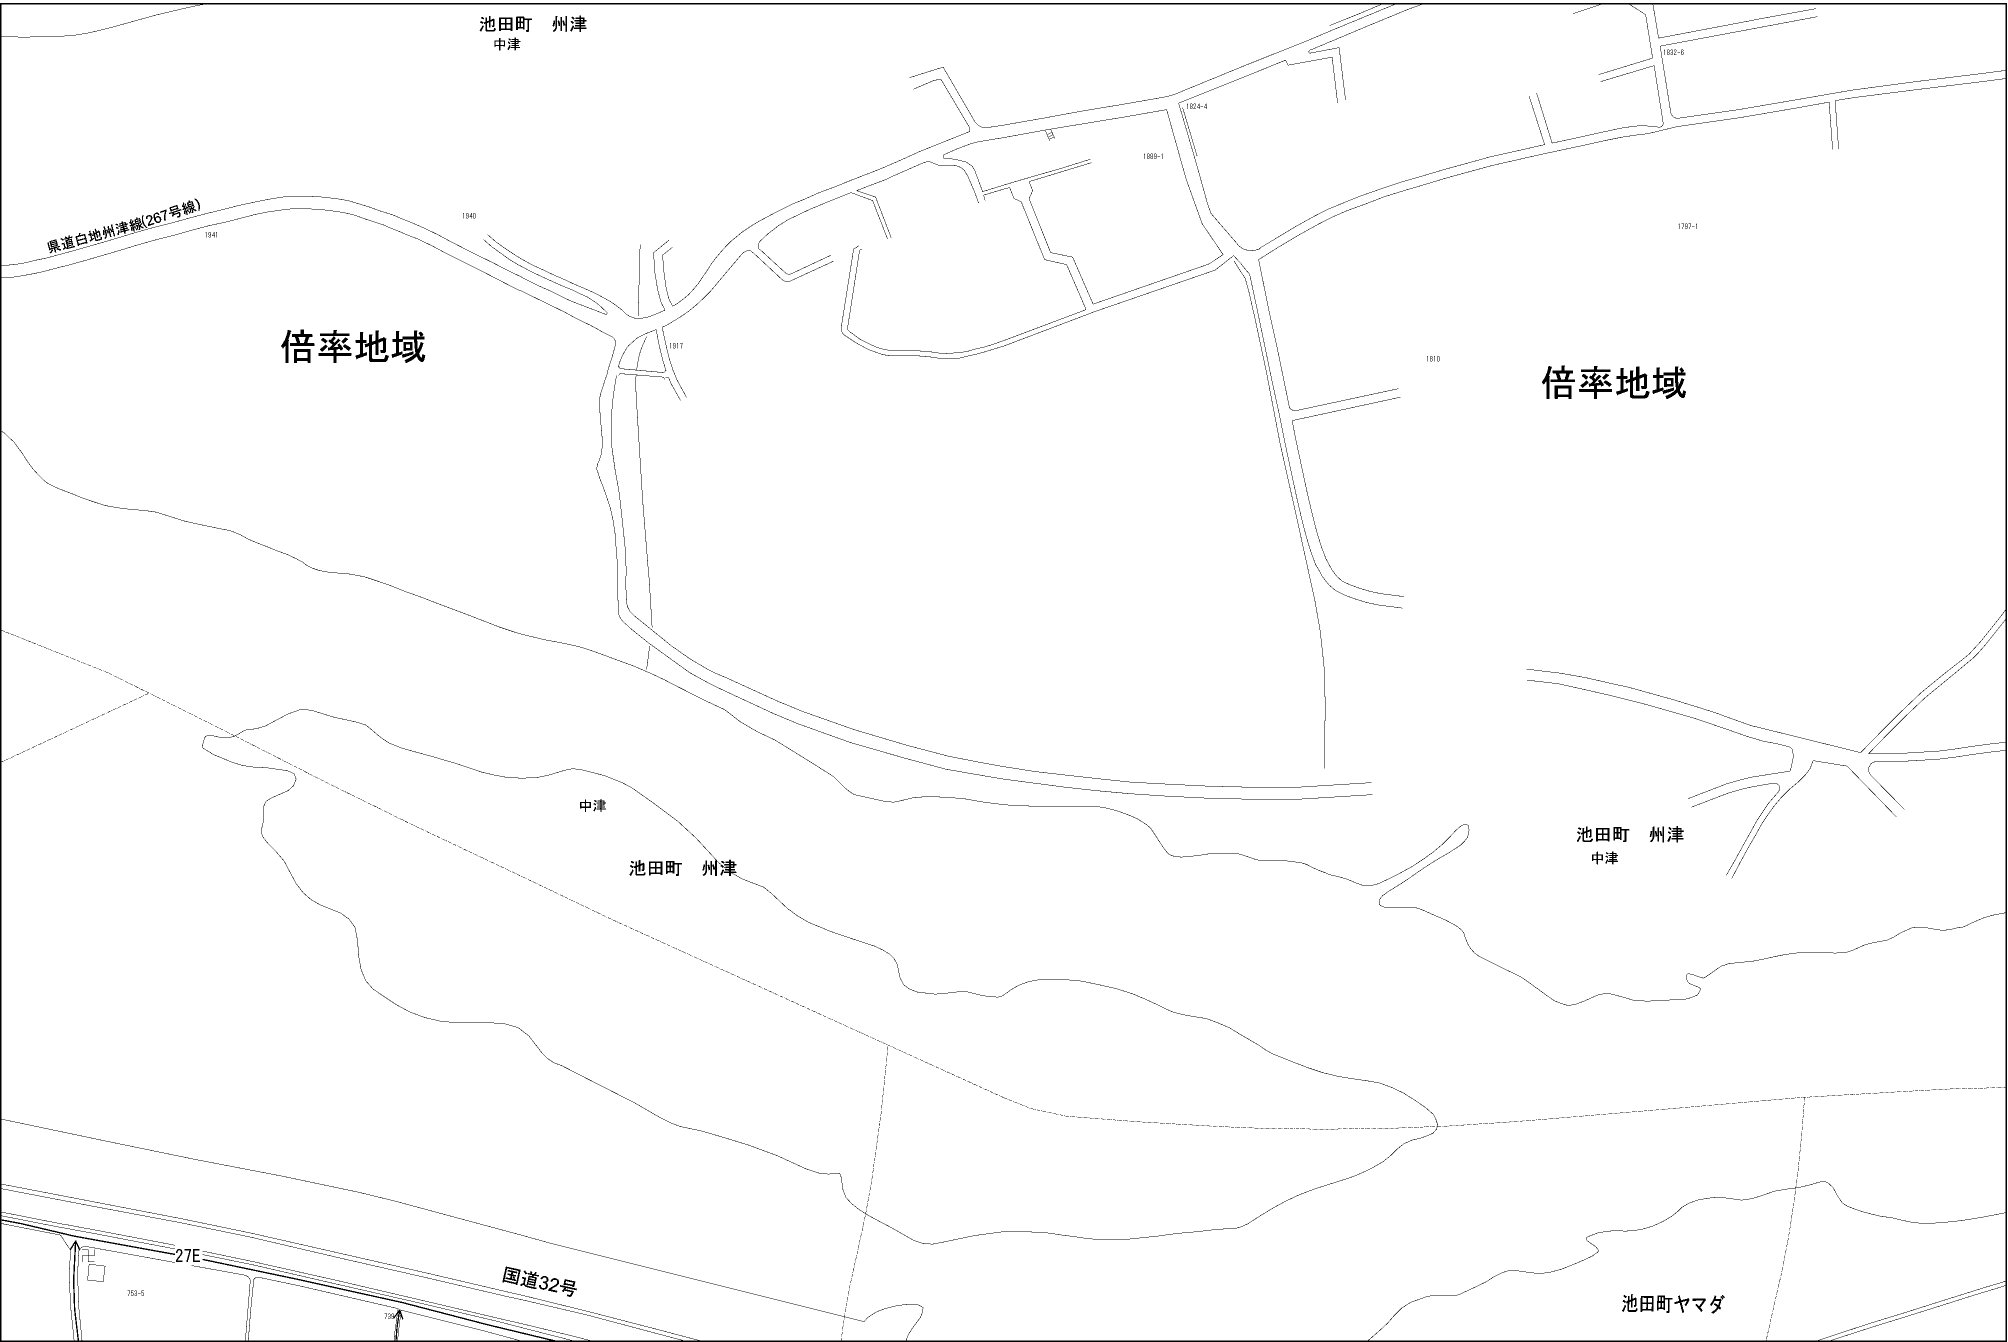 池田町　州津
中津
1832-6
1824-4
1899-1
県道白地州津線(267号線)
1941
1940
1797-1
倍率地域
1917
1810
倍率地域
中津
池田町　州津
池田町　州津
中津
27E
国道32号
753-5
池田町ヤマダ